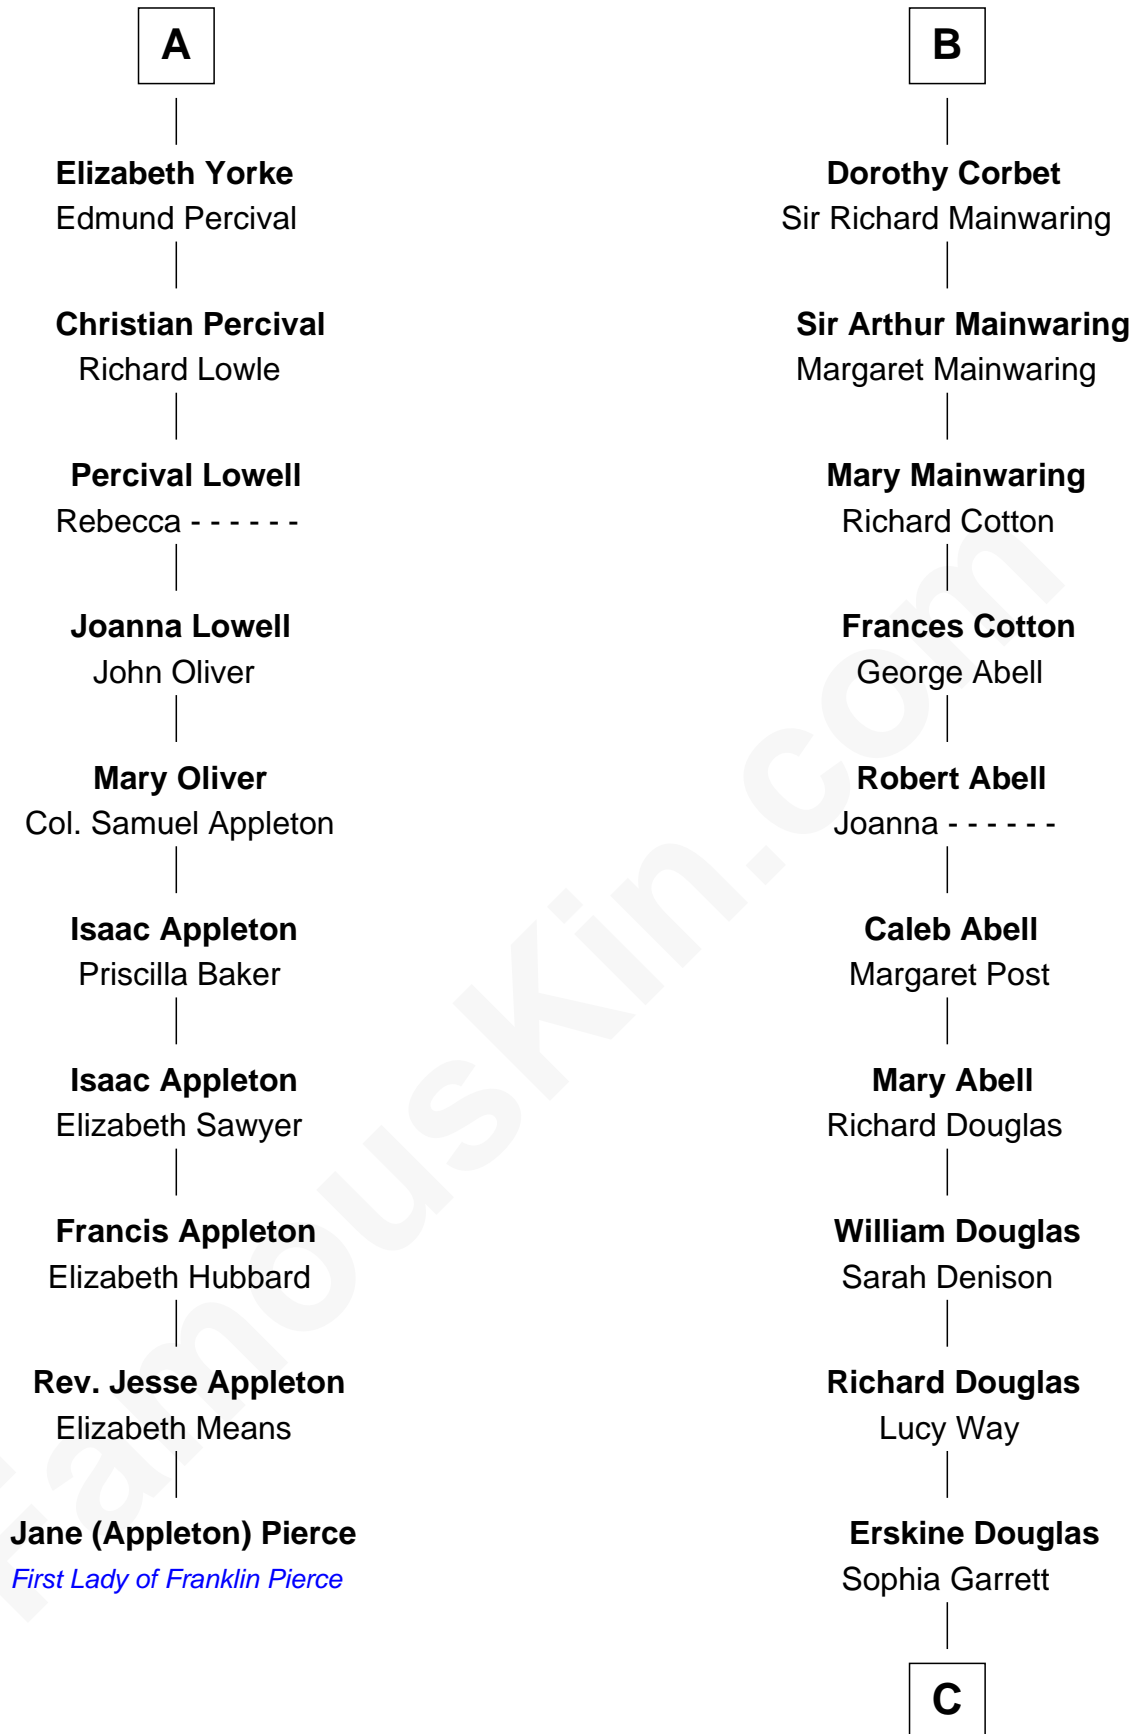 A
Elizabeth Yorke
Edmund Percival
Christian Percival
Richard Lowle
Percival Lowell
Rebecca - - - - - -
Joanna Lowell
John Oliver
Mary Oliver
Col. Samuel Appleton
Isaac Appleton
Priscilla Baker
Isaac Appleton
Elizabeth Sawyer
Francis Appleton
Elizabeth Hubbard
Rev. Jesse Appleton
Elizabeth Means
Jane (Appleton) Pierce
First Lady of Franklin Pierce
B
Dorothy Corbet
Sir Richard Mainwaring
Sir Arthur Mainwaring
Margaret Mainwaring
Mary Mainwaring
Richard Cotton
Frances Cotton
George Abell
Robert Abell
Joanna - - - - - -
Caleb Abell
Margaret Post
Mary Abell
Richard Douglas
William Douglas
Sarah Denison
Richard Douglas
Lucy Way
Erskine Douglas
Sophia Garrett
C
FamousKin.com